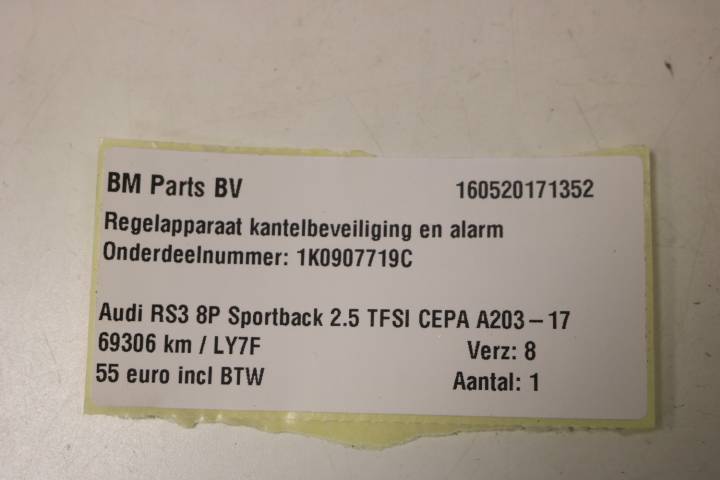 BM Parts BV 160520171352
Regelapparaat kantelbeveiliging en alarm
Onderdeelnummer: 1K0907719C
Audi RS3 8P Sportback 2.5 TFSI CEPA A203-17
69306 km / LY7F Verz: 8
55 euro incl BTW Aantal: 1